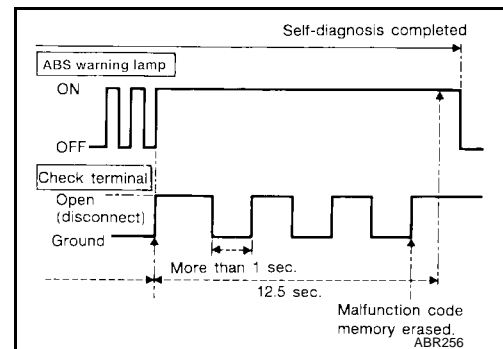 Self-diagnosis completed
ABS warning lamp
ON
OFF
Check terminal
Open
(disconnect)
Ground
More than 1 sec.
12.5 sec.
Malfunction code
memory erased.
ABR256